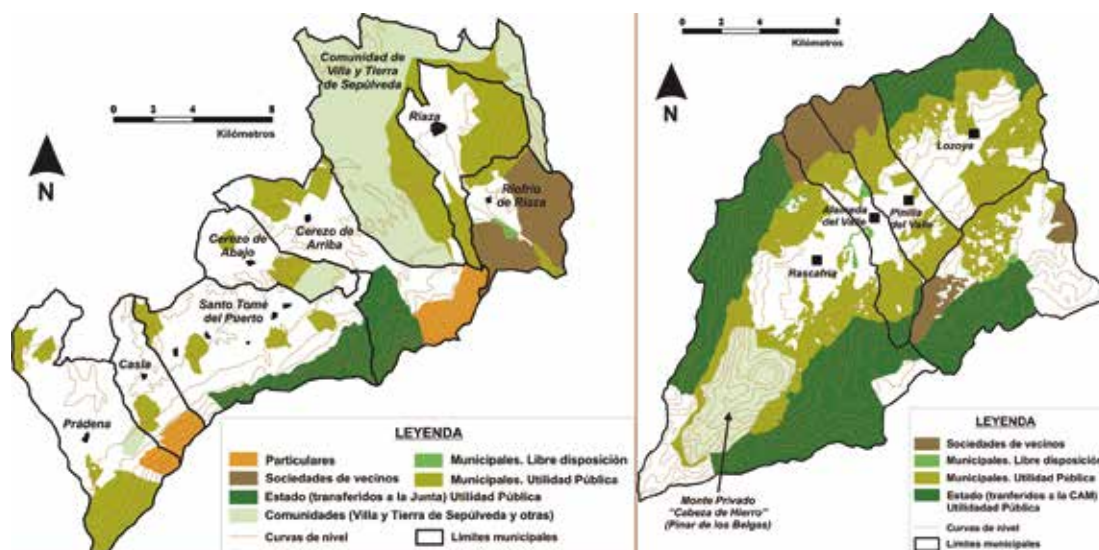 0 2 4 8
Kilómetros
N
Comunidad de
Villa y Tierra
de Sepúlveda
Riaza
Riofrío
de Riaza
Cerezo de
Arriba
Cerezo de
Abajo
Santo Tomé
del Puerto
Casla
Prádena
LEYENDA
Particulares
Sociedades de vecinos
Estado (transferidos a la Junta) Utilidad Pública
Comunidades (Villa y Tierra de Sepúlveda y otras)
Curvas de nivel
Municipales. Libre disposición
Municipales. Utilidad Pública
Límites municipales
0 2 4 8
Kilómetros
N
Lozoya
Alameda
del Valle
Pinilla
del Valle
Rascafría
Monte Privado
"Cabeza de Hierro"
(Pinar de los Belgas)
LEYENDA
Sociedades de vecinos
Municipales. Libre disposición
Municipales. Utilidad Pública
Estado (tranferidos a la CAM)
Utilidadad Pública
Curvas de nivel
Límites municipales